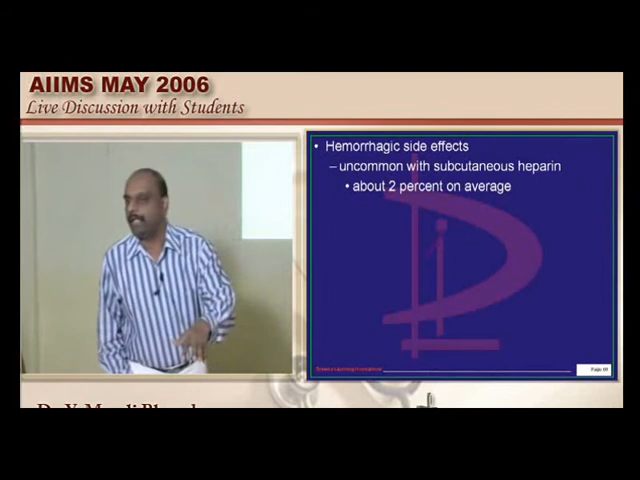 AIIMS MAY 2006
Live Discussion with Students
• Hemorrhagic side effects
– uncommon with subcutaneous heparin
• about 2 percent on average
Page